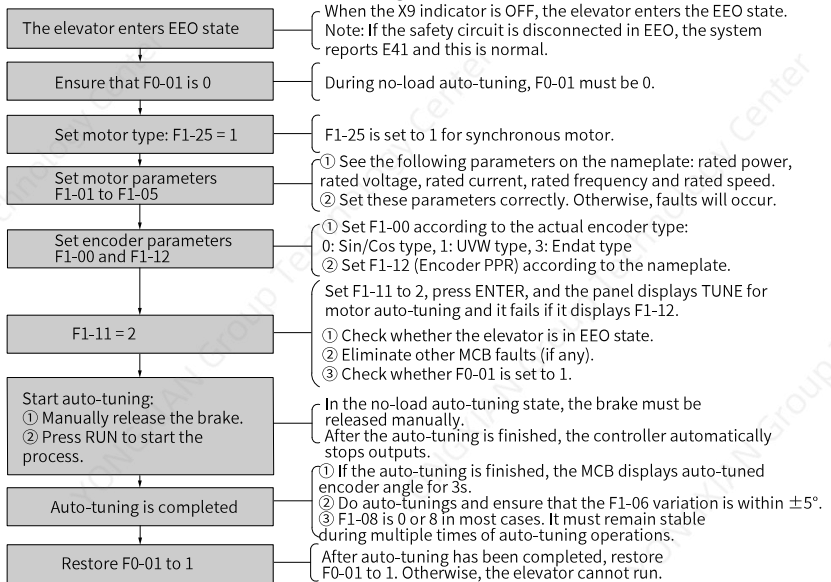 The elevator enters EEO state
When the X9 indicator is OFF, the elevator enters the EEO state.
Note: If the safety circuit is disconnected in EEO, the system
reports E41 and this is normal.
Ensure that F0-01 is 0
During no-load auto-tuning, F0-01 must be 0.
Set motor type: F1-25 = 1
F1-25 is set to 1 for synchronous motor.
Set motor parameters
F1-01 to F1-05
① See the following parameters on the nameplate: rated power,
rated voltage, rated current, rated frequency and rated speed.
② Set these parameters correctly. Otherwise, faults will occur.
Set encoder parameters
F1-00 and F1-12
① Set F1-00 according to the actual encoder type:
0: Sin/Cos type, 1: UVW type, 3: Endat type
② Set F1-12 (Encoder PPR) according to the nameplate.
F1-11 = 2
Set F1-11 to 2, press ENTER, and the panel displays TUNE for
motor auto-tuning and it fails if it displays F1-12.
① Check whether the elevator is in EEO state.
② Eliminate other MCB faults (if any).
③ Check whether F0-01 is set to 1.
Start auto-tuning:
① Manually release the brake.
② Press RUN to start the
process.
In the no-load auto-tuning state, the brake must be
released manually.
After the auto-tuning is finished, the controller automatically
stops outputs.
Auto-tuning is completed
① If the auto-tuning is finished, the MCB displays auto-tuned
encoder angle for 3s.
② Do auto-tunings and ensure that the F1-06 variation is within ±5°.
③ F1-08 is 0 or 8 in most cases. It must remain stable
during multiple times of auto-tuning operations.
Restore F0-01 to 1
After auto-tuning has been completed, restore
F0-01 to 1. Otherwise, the elevator cannot run.